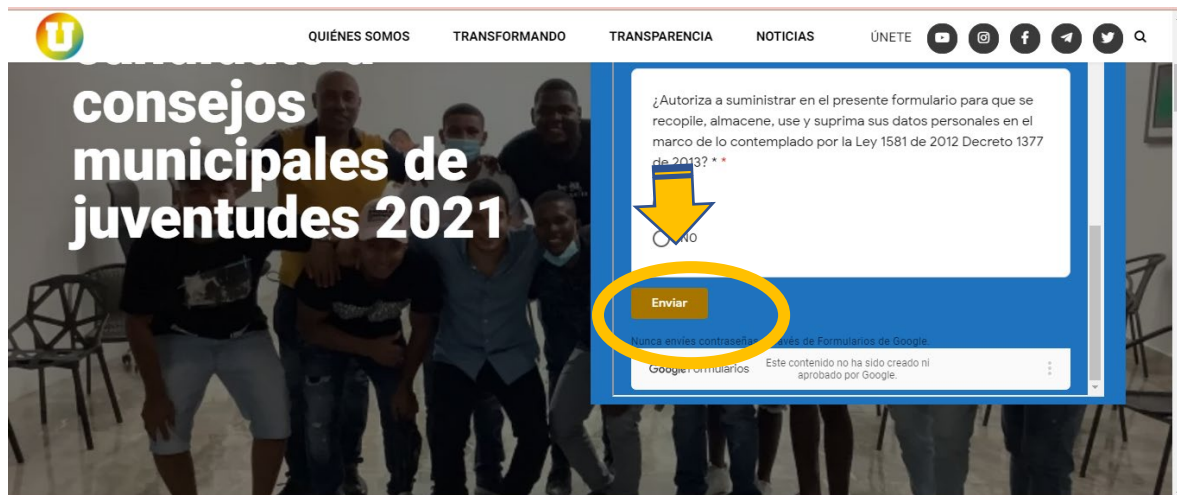 U
QUIÉNES SOMOS TRANSFORMANDO TRANSPARENCIA NOTICIAS ÚNETE
consejos
municipales de
juventudes 2021
¿Autoriza a suministrar en el presente formulario para que se
recopile, almacene, use y suprima sus datos personales en el
marco de lo contemplado por la Ley 1581 de 2012 Decreto 1377
de 2013? * *
NO
Enviar
Nunca envíes contraseñas a través de Formularios de Google.
Google Formularios
Este contenido no ha sido creado ni
aprobado por Google.